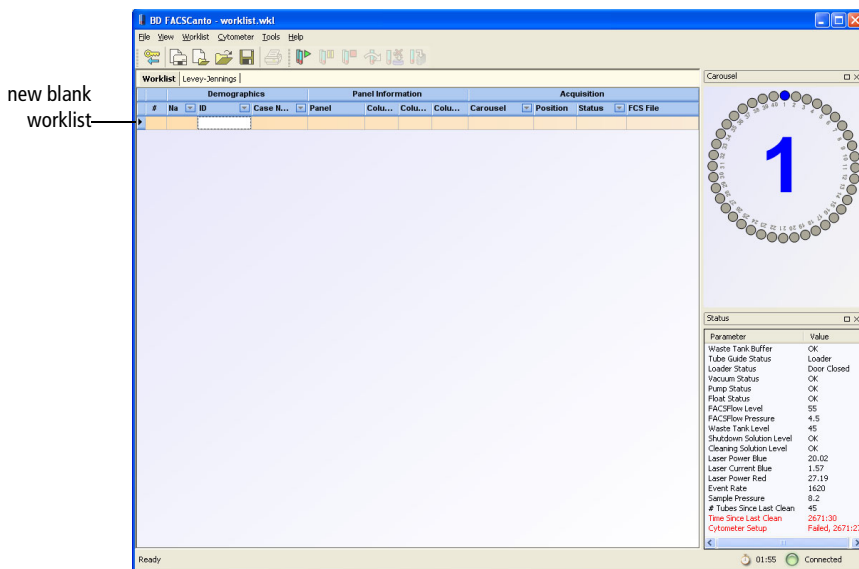 BD FACSCanto - worklist.wkl
File View Worklist Cytometer Tools Help
Worklist Levey-Jennings
Demographics Panel Information Acquisition
# Na ID Case N... Panel Colu... Colu... Colu... Carousel Position Status FCS File
new blank
worklist
Carousel
1
Status
Parameter Value
Waste Tank Buffer OK
Tube Guide Status Loader
Loader Status Door Closed
Vacuum Status OK
Pump Status OK
Float Status OK
FACSFlow Level 55
FACSFlow Pressure 4.5
Waste Tank Level 45
Shutdown Solution Level OK
Cleaning Solution Level OK
Laser Power Blue 20.02
Laser Current Blue 1.57
Laser Power Red 27.19
Event Rate 1620
Sample Pressure 8.2
# Tubes Since Last Clean 45
Time Since Last Clean 2671:30
Cytometer Setup Failed, 2671:2
Ready 01:55 Connected